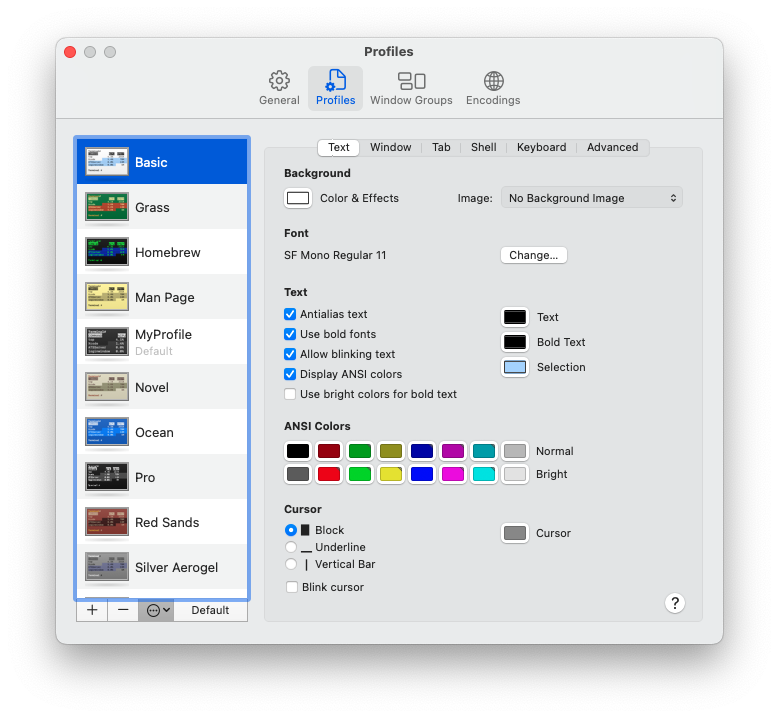 Profiles
General
Profiles
Window Groups
Encodings
Basic
Grass
Homebrew
Man Page
MyProfile
Default
Novel
Ocean
Pro
Red Sands
Silver Aerogel
+
−
Default
Text
Window
Tab
Shell
Keyboard
Advanced
Background
Color & Effects
Image:
No Background Image
Font
SF Mono Regular 11
Change...
Text
Antialias text
Use bold fonts
Allow blinking text
Display ANSI colors
Use bright colors for bold text
Text
Bold Text
Selection
ANSI Colors
Normal
Bright
Cursor
Block
Underline
Vertical Bar
Blink cursor
Cursor
?